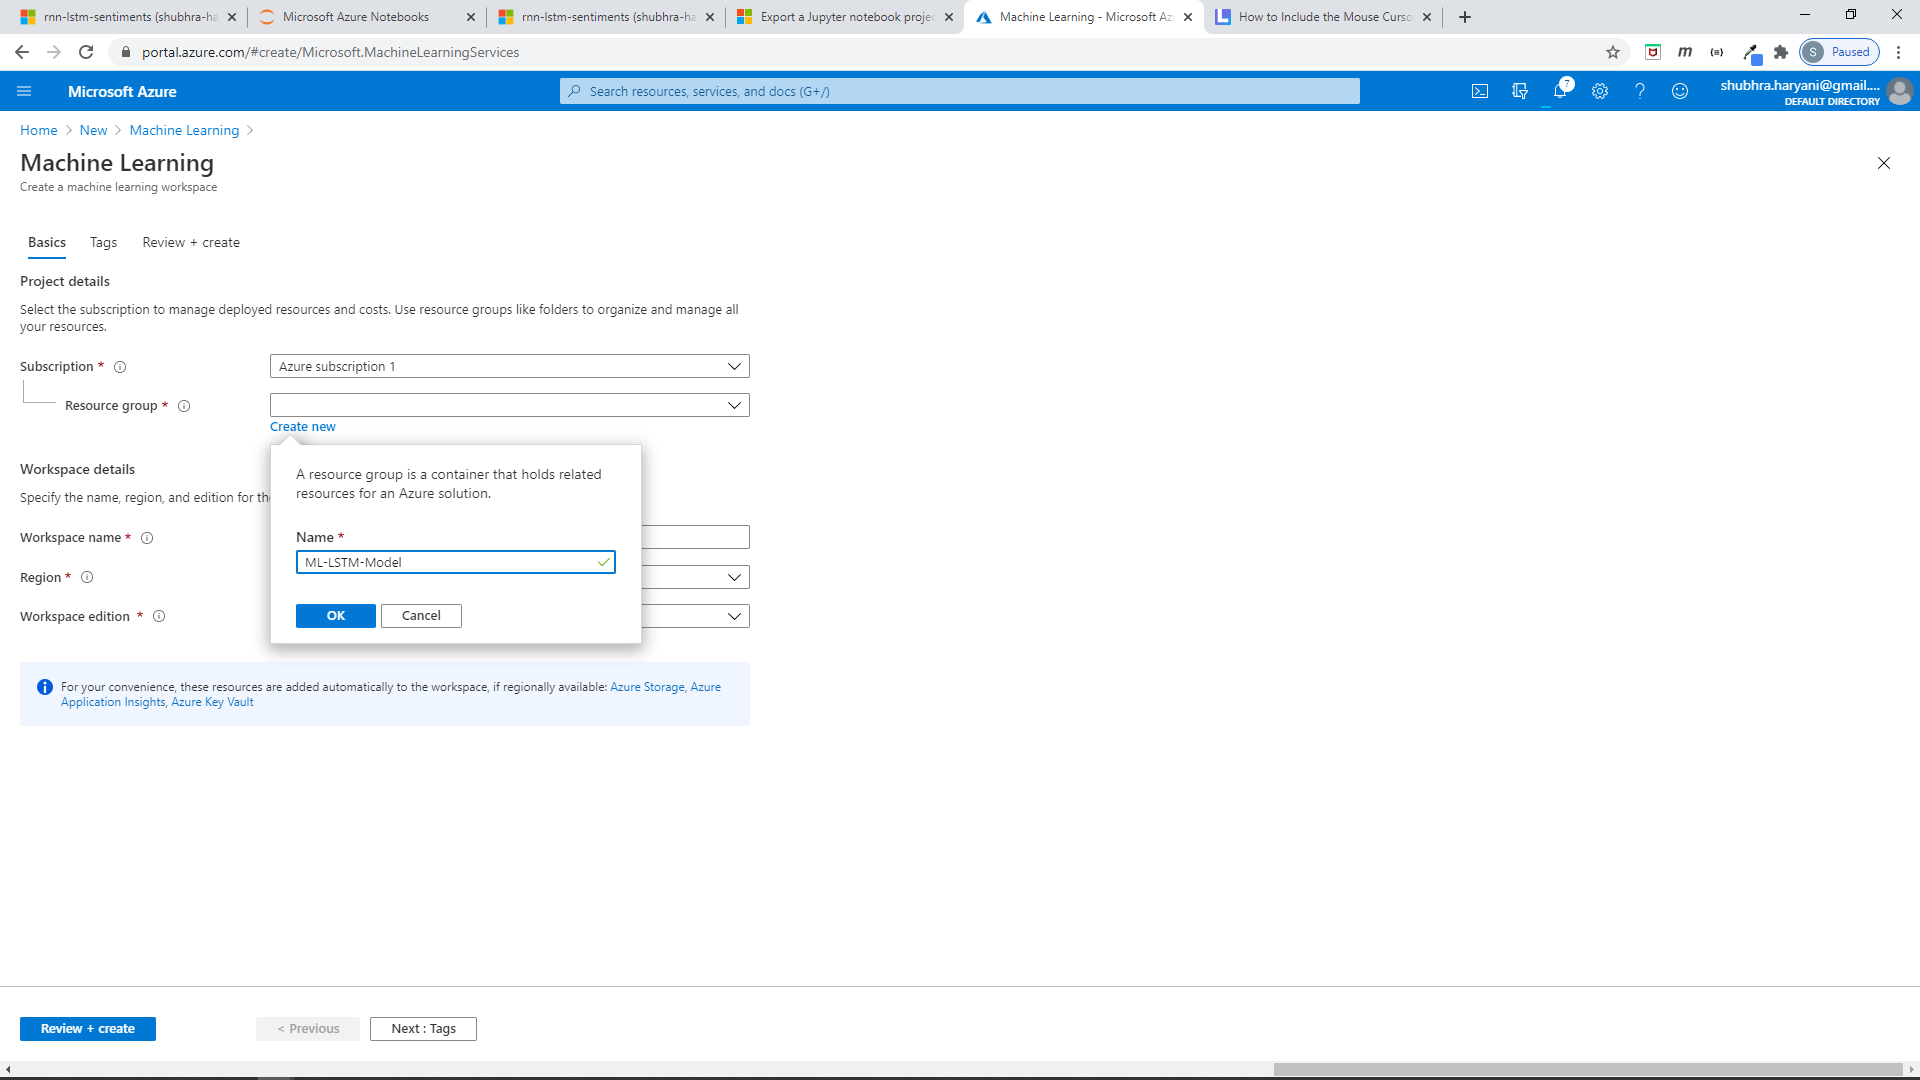 rnn-lstm-sentiments (shubhra-ha
Microsoft Azure Notebooks
rnn-lstm-sentiments (shubhra-ha
Export a Jupyter notebook projec
Machine Learning - Microsoft Az
How to Include the Mouse Curso
portal.azure.com/#create/Microsoft.MachineLearningServices
m
S Paused
Microsoft Azure
Search resources, services, and docs (G+/)
7
shubhra.haryani@gmail....
DEFAULT DIRECTORY
Home > New > Machine Learning >
Machine Learning
Create a machine learning workspace
Basics Tags Review + create
Project details
Select the subscription to manage deployed resources and costs. Use resource groups like folders to organize and manage all
your resources.
Subscription *
Azure subscription 1
Resource group *
Create new
A resource group is a container that holds related
resources for an Azure solution.
Name *
ML-LSTM-Model
OK Cancel
Workspace details
Specify the name, region, and edition for the
Workspace name *
Region *
Workspace edition *
For your convenience, these resources are added automatically to the workspace, if regionally available: Azure Storage, Azure
Application Insights, Azure Key Vault
Review + create < Previous Next : Tags